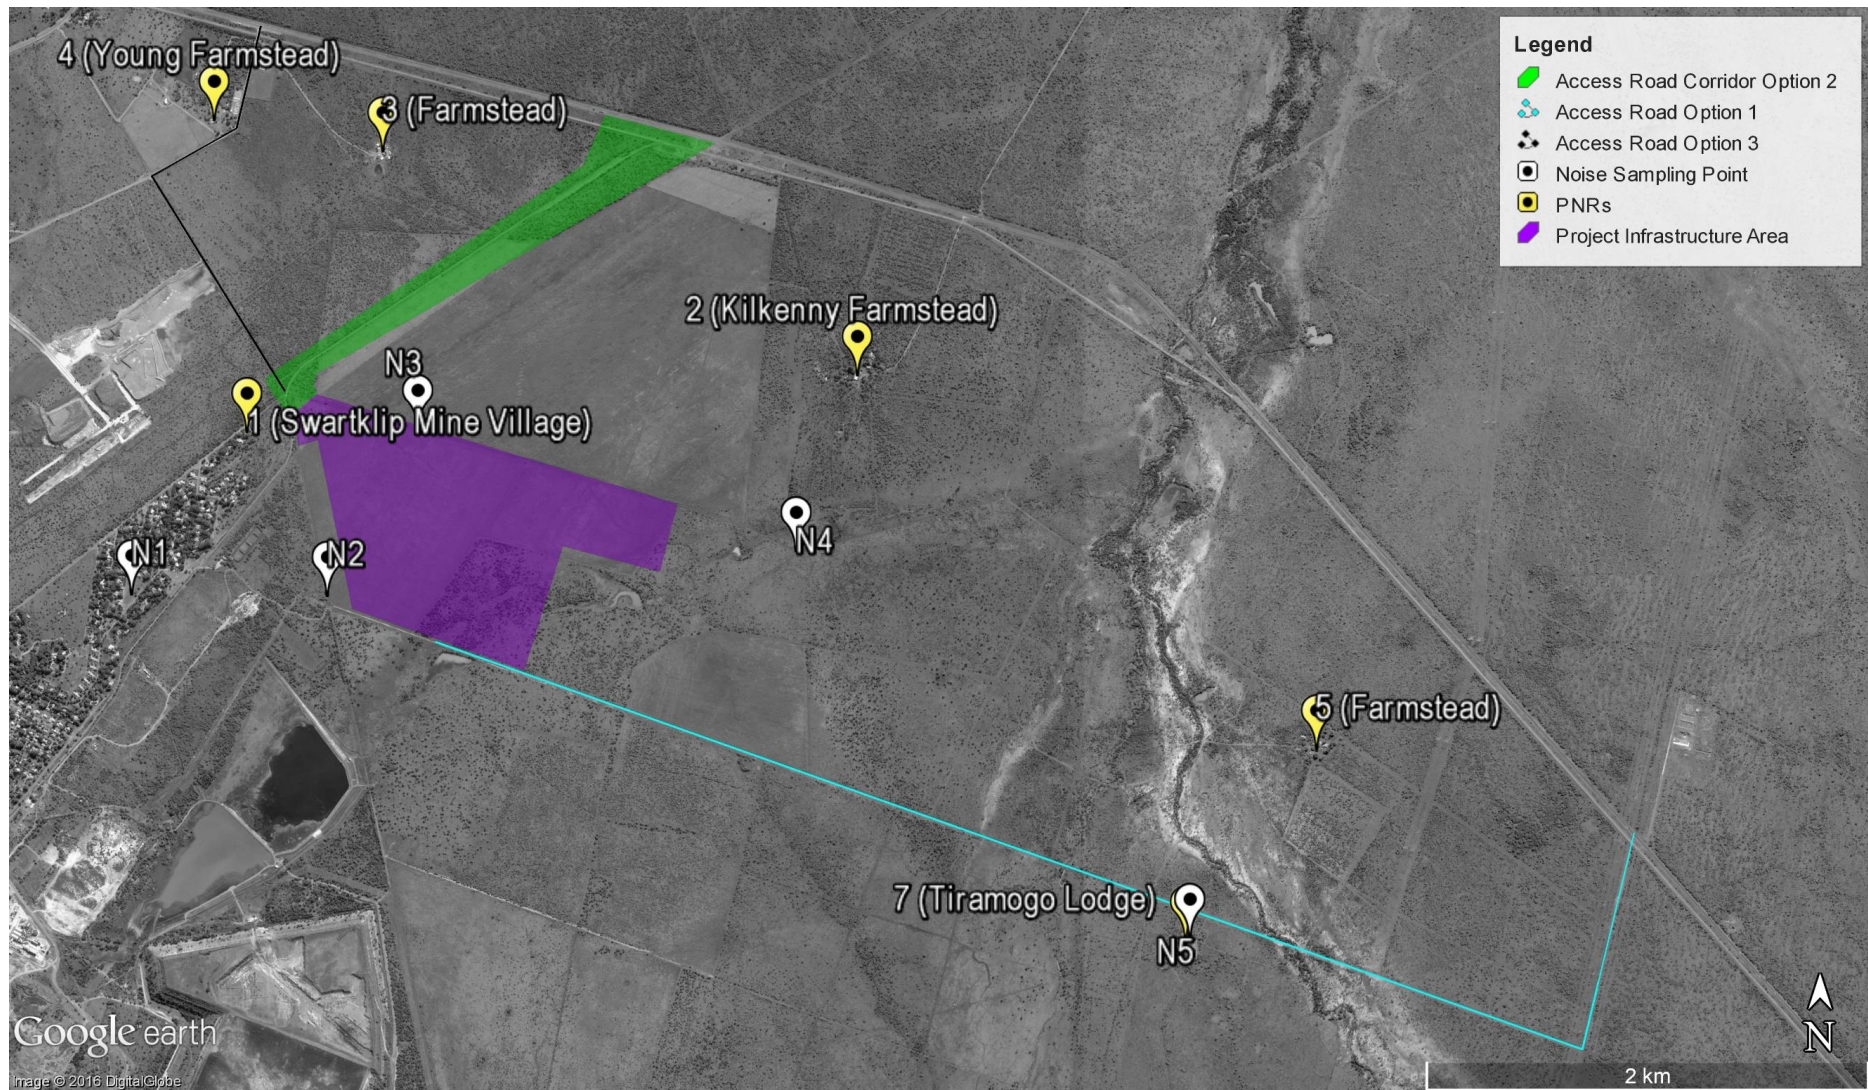 4 (Young Farmstead)
3 (Farmstead)
Legend
Access Road Corridor Option 2
Access Road Option 1
Access Road Option 3
Noise Sampling Point
PNRs
Project Infrastructure Area
2 (Kilkenny Farmstead)
N3
1 (Swartklip Mine Village)
N4
N1
N2
5 (Farmstead)
7 (Tiramogo Lodge)
N5
N
Google earth
Image © 2016 DigitalGlobe
2 km